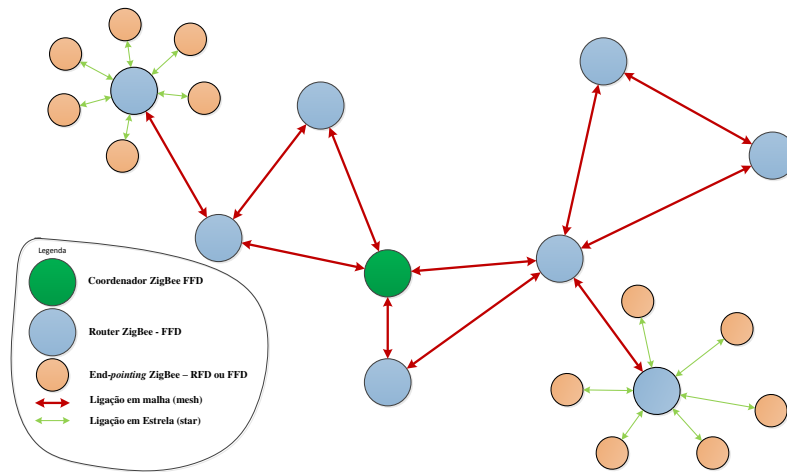 Legenda
Coordenador ZigBee FFD
Router ZigBee - FFD
End-pointing ZigBee – RFD ou FFD
Ligação em malha (mesh)
Ligação em Estrela (star)